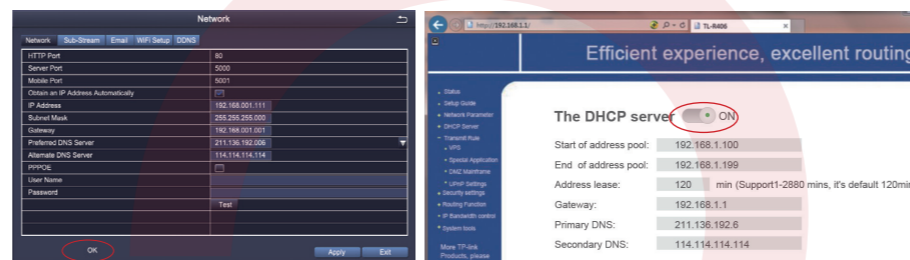 Network
Network Sub-Stream Email WiFi Setup DDNS
HTTP Port 80
Server Port 5000
Mobile Port 5001
Obtain an IP Address Automatically
IP Address 192.168.001.111
Subnet Mask 255.255.255.000
Gateway 192.168.001.001
Preferred DNS Server 211.136.192.006
Alternate DNS Server 114.114.114.114
PPPOE
User Name
Password
Test
OK Apply Exit
http://192.168.1.1/ TL-R406
Efficient experience, excellent routing
Status
Setup Guide
Network Parameter
DHCP Server
Transmit Rule
VPS
Special Application
DMZ Mainframe
UPnP Settings
Security settings
Routing Function
IP Bandwidth control
System tools
More TP-link
Products, please
The DHCP server ON
Start of address pool: 192.168.1.100
End of address pool: 192.168.1.199
Address lease: 120 min (Support1-2880 mins, it's default 120min
Gateway: 192.168.1.1
Primary DNS: 211.136.192.6
Secondary DNS: 114.114.114.114